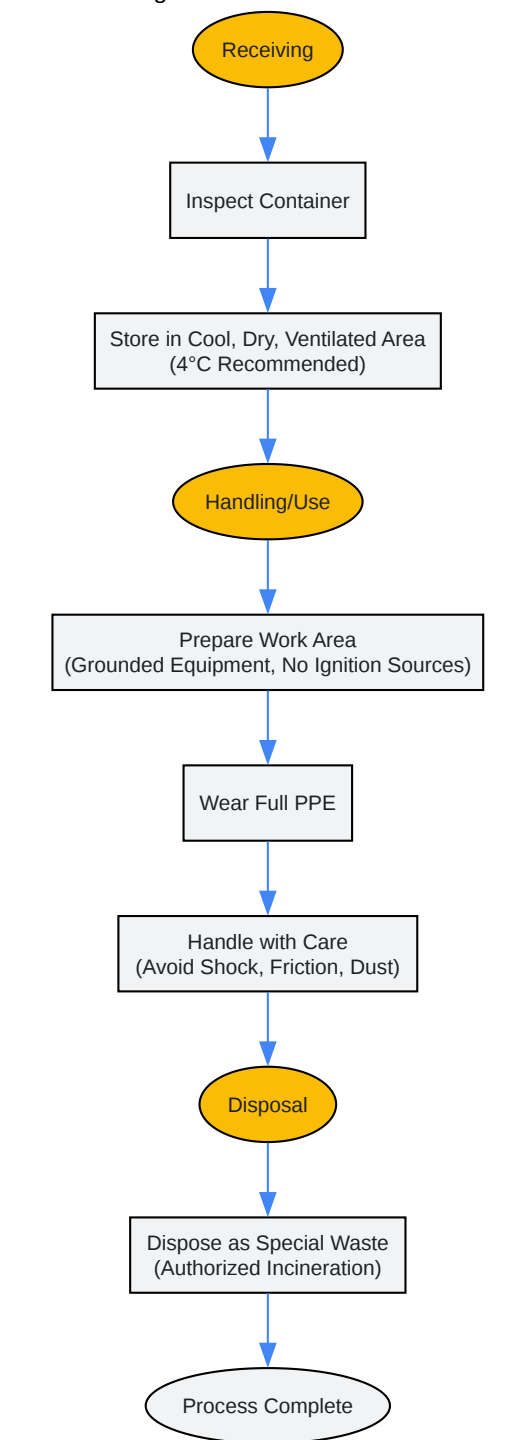 Receiving
Inspect Container
Store in Cool, Dry, Ventilated Area
(4°C Recommended)
Handling/Use
Prepare Work Area
(Grounded Equipment, No Ignition Sources)
Wear Full PPE
Handle with Care
(Avoid Shock, Friction, Dust)
Disposal
Dispose as Special Waste
(Authorized Incineration)
Process Complete